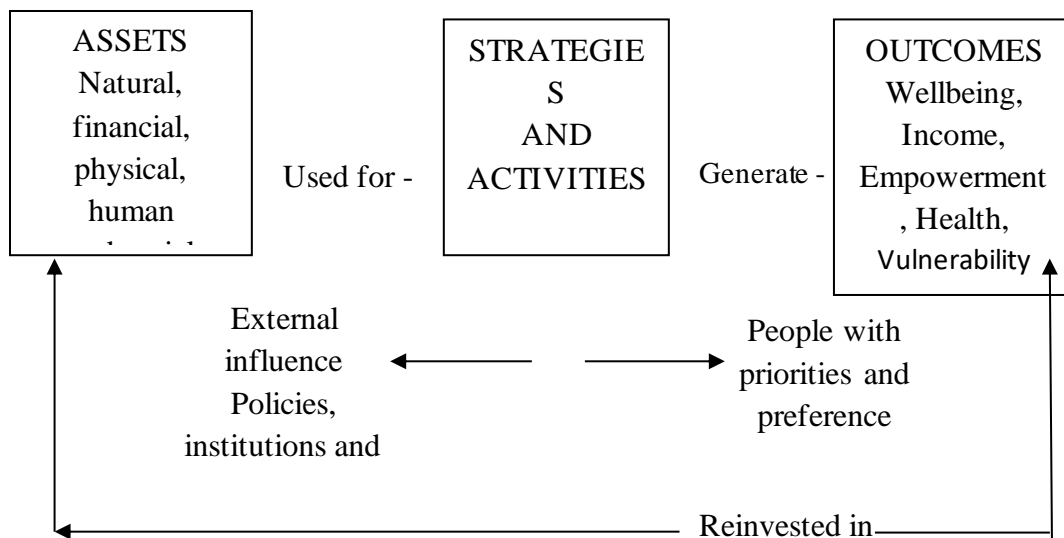 ASSETS
Natural,
financial,
physical,
human
Used for -
STRATEGIE
S
AND
ACTIVITIES
Generate -
OUTCOMES
Wellbeing,
Income,
Empowerment
, Health,
Vulnerability
External
influence
Policies,
institutions and
People with
priorities and
preference
Reinvested in